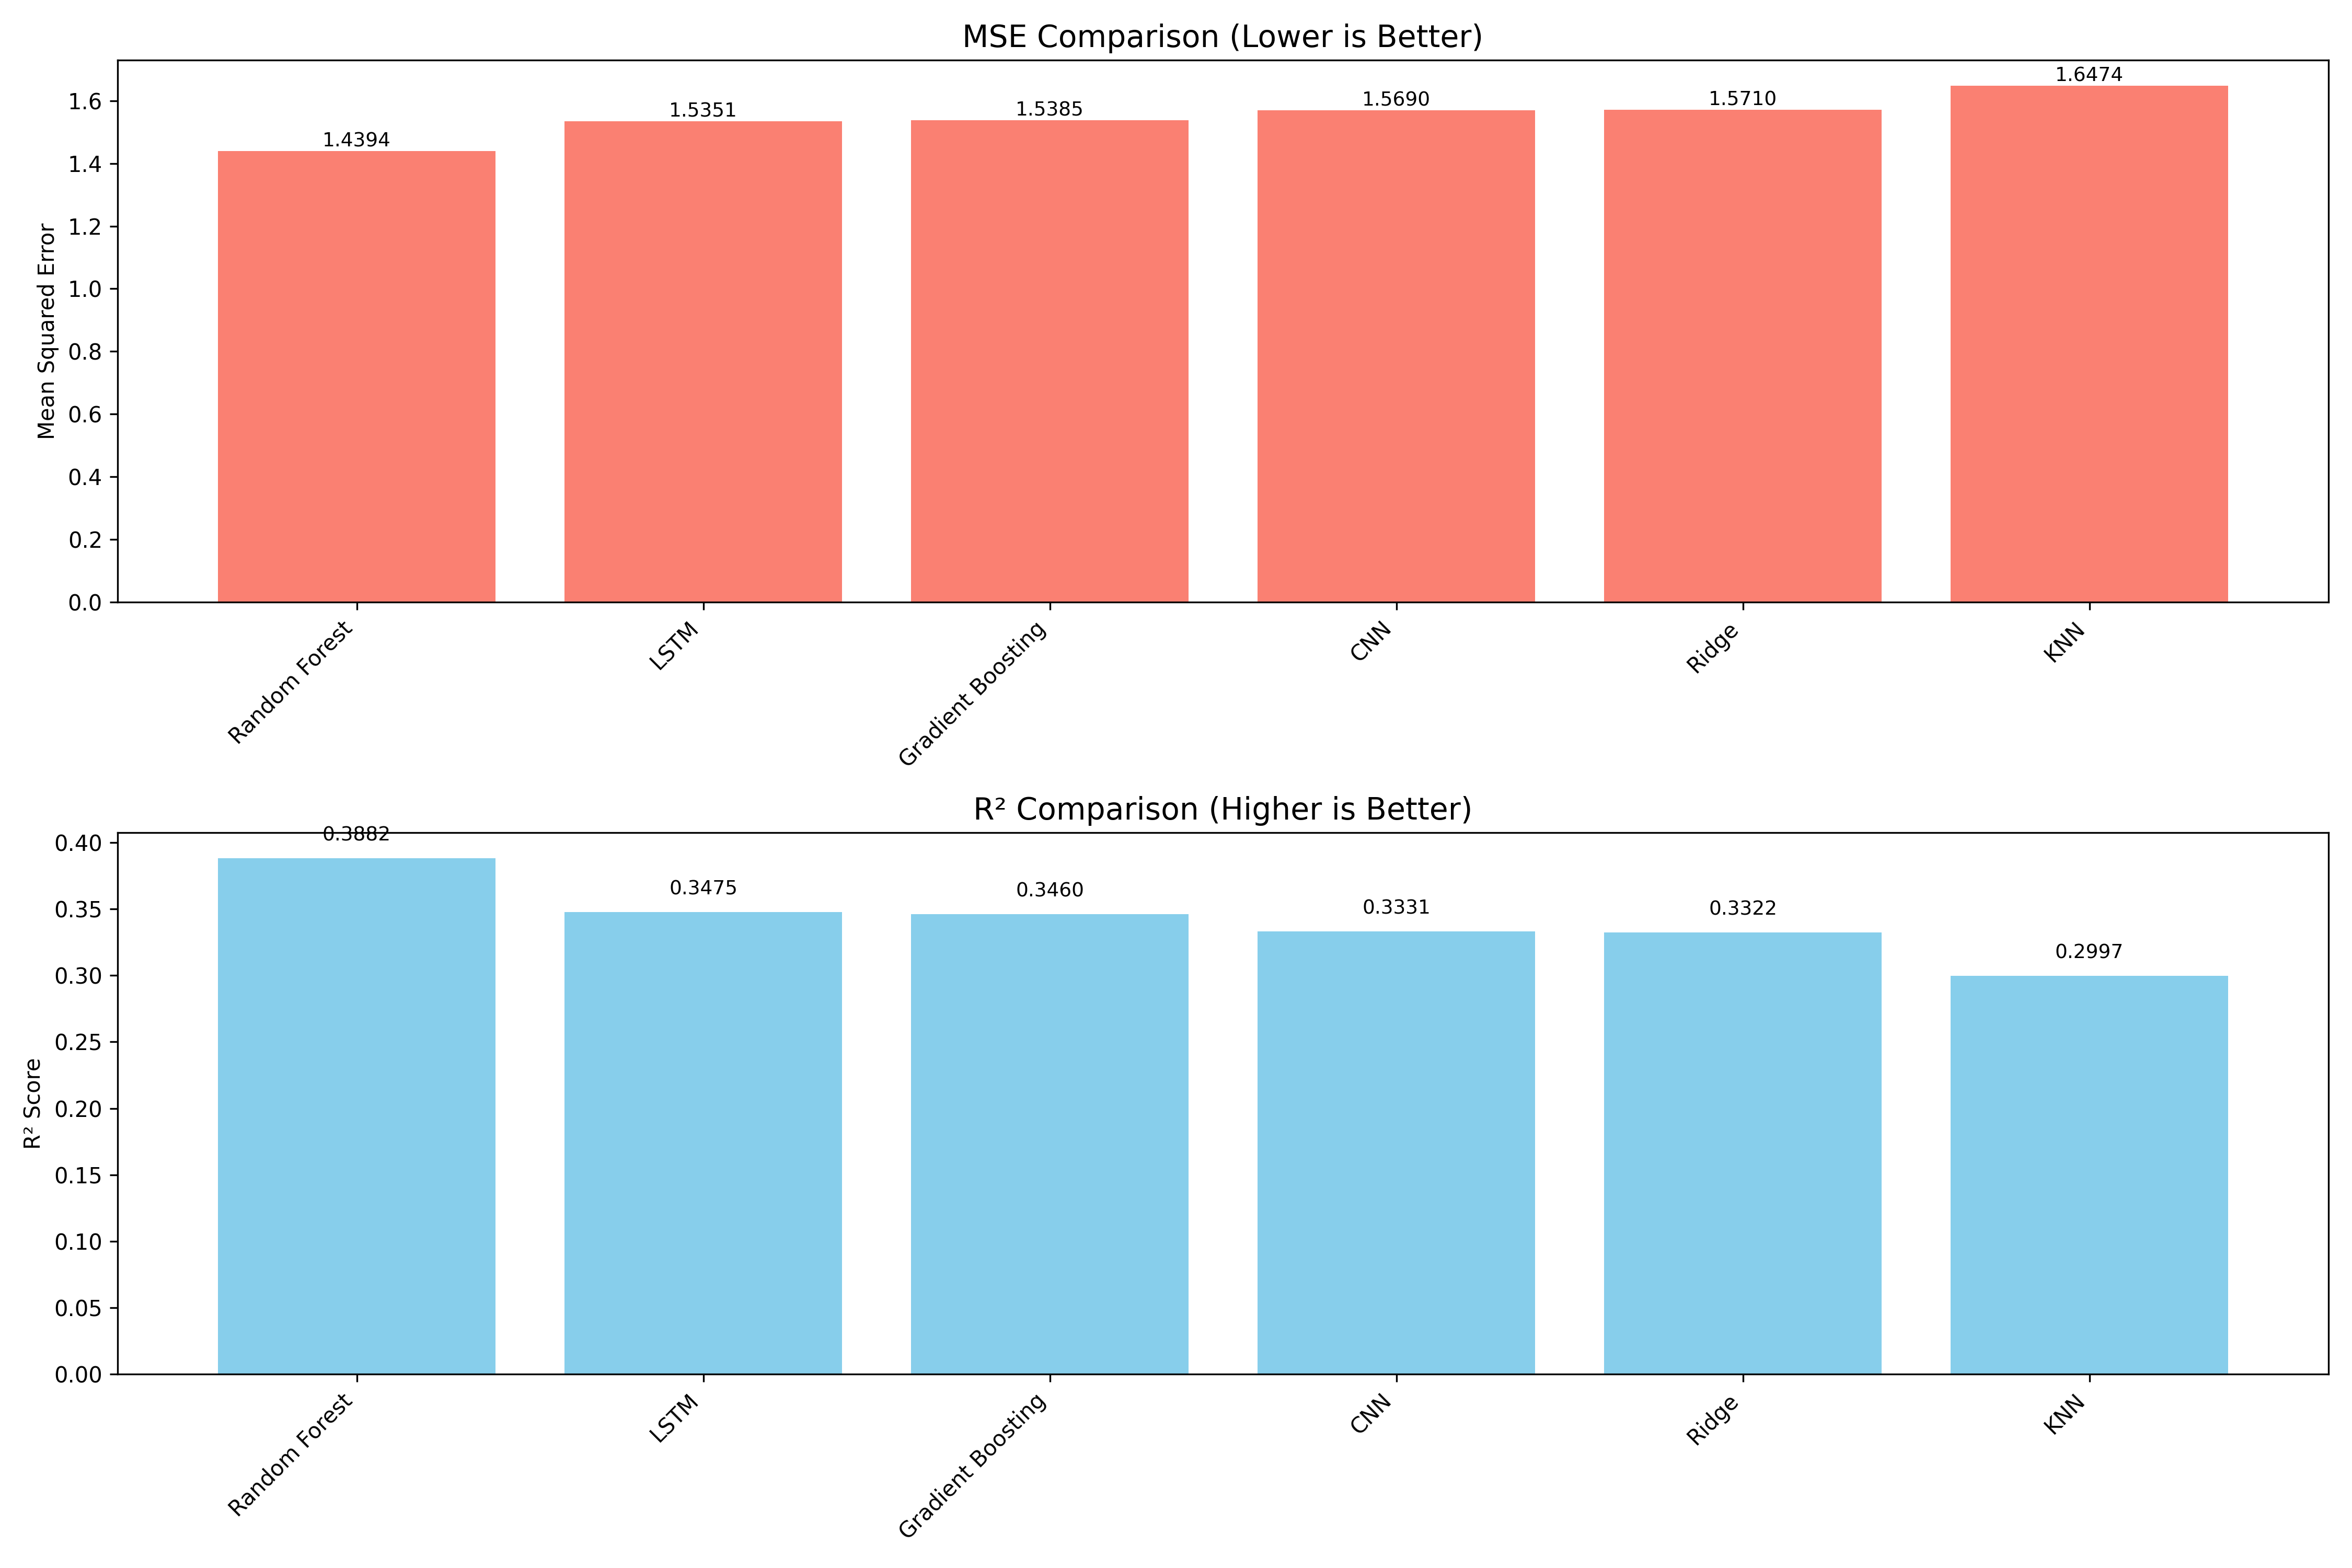 MSE Comparison (Lower is Better)
Mean Squared Error
1.6
1.4
1.2
1.0
0.8
0.6
0.4
0.2
0.0
1.4394
1.5351
1.5385
1.5690
1.5710
1.6474
Random Forest
LSTM
Gradient Boosting
CNN
Ridge
KNN
R² Comparison (Higher is Better)
R² Score
0.40
0.35
0.30
0.25
0.20
0.15
0.10
0.05
0.00
0.3882
0.3475
0.3460
0.3331
0.3322
0.2997
Random Forest
LSTM
Gradient Boosting
CNN
Ridge
KNN